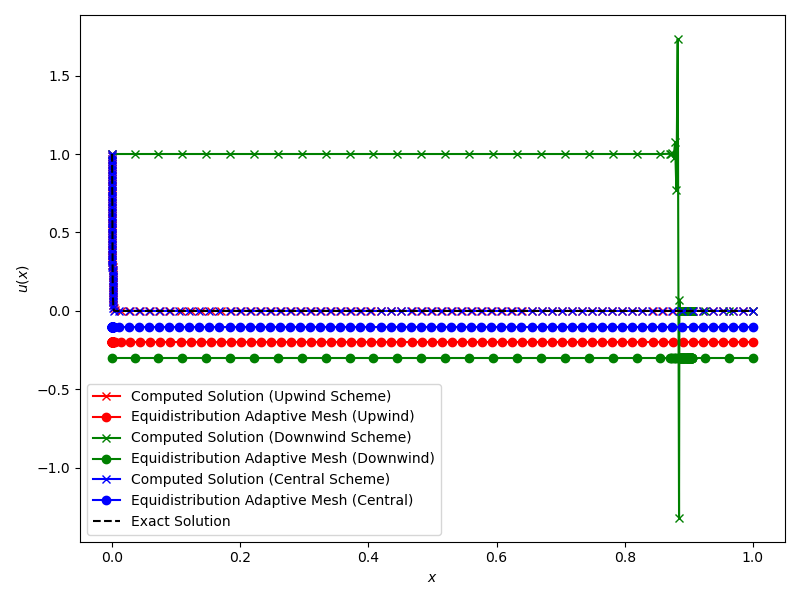 1.5
1.0
0.5
0.0
−0.5
−1.0
u(x)
Computed Solution (Upwind Scheme)
Equidistribution Adaptive Mesh (Upwind)
Computed Solution (Downwind Scheme)
Equidistribution Adaptive Mesh (Downwind)
Computed Solution (Central Scheme)
Equidistribution Adaptive Mesh (Central)
Exact Solution
0.0 0.2 0.4 0.6 0.8 1.0
x